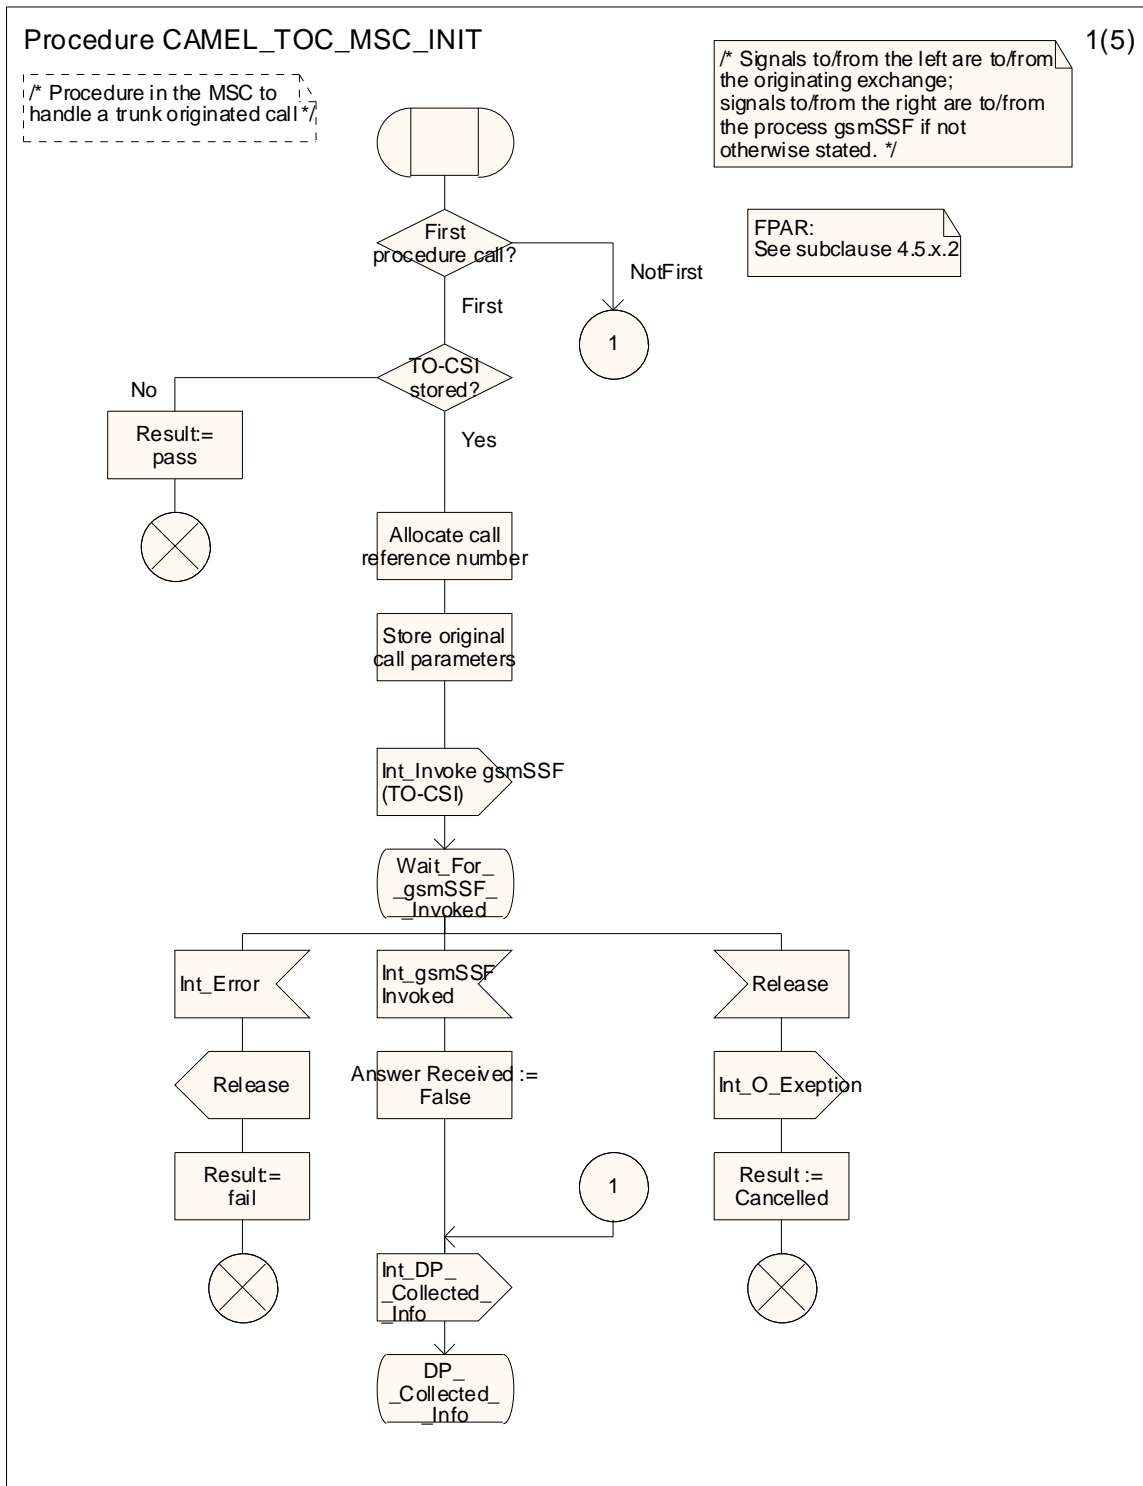 Procedure CAMEL_TOC_MSC_INIT
1(5)
/* Procedure in the MSC to
handle a trunk originated call */
/* Signals to/from the left are to/from
the originating exchange;
signals to/from the right are to/from
the process gsmSSF if not
otherwise stated. */
FPAR:
See subclause 4.5.x.2
First
procedure call?
NotFirst
First
1
TO-CSI
stored?
No
Yes
Result:=
pass
Allocate call
reference number
Store original
call parameters
Int_Invoke gsmSSF
(TO-CSI)
Wait_For_
_gsmSSF_
_Invoked
Int_Error
Int_gsmSSF
Invoked
Release
Release
Answer Received :=
False
Int_O_Exeption
Result:=
fail
1
Result :=
Cancelled
Int_DP_
_Collected_
_Info
DP_
_Collected_
_Info